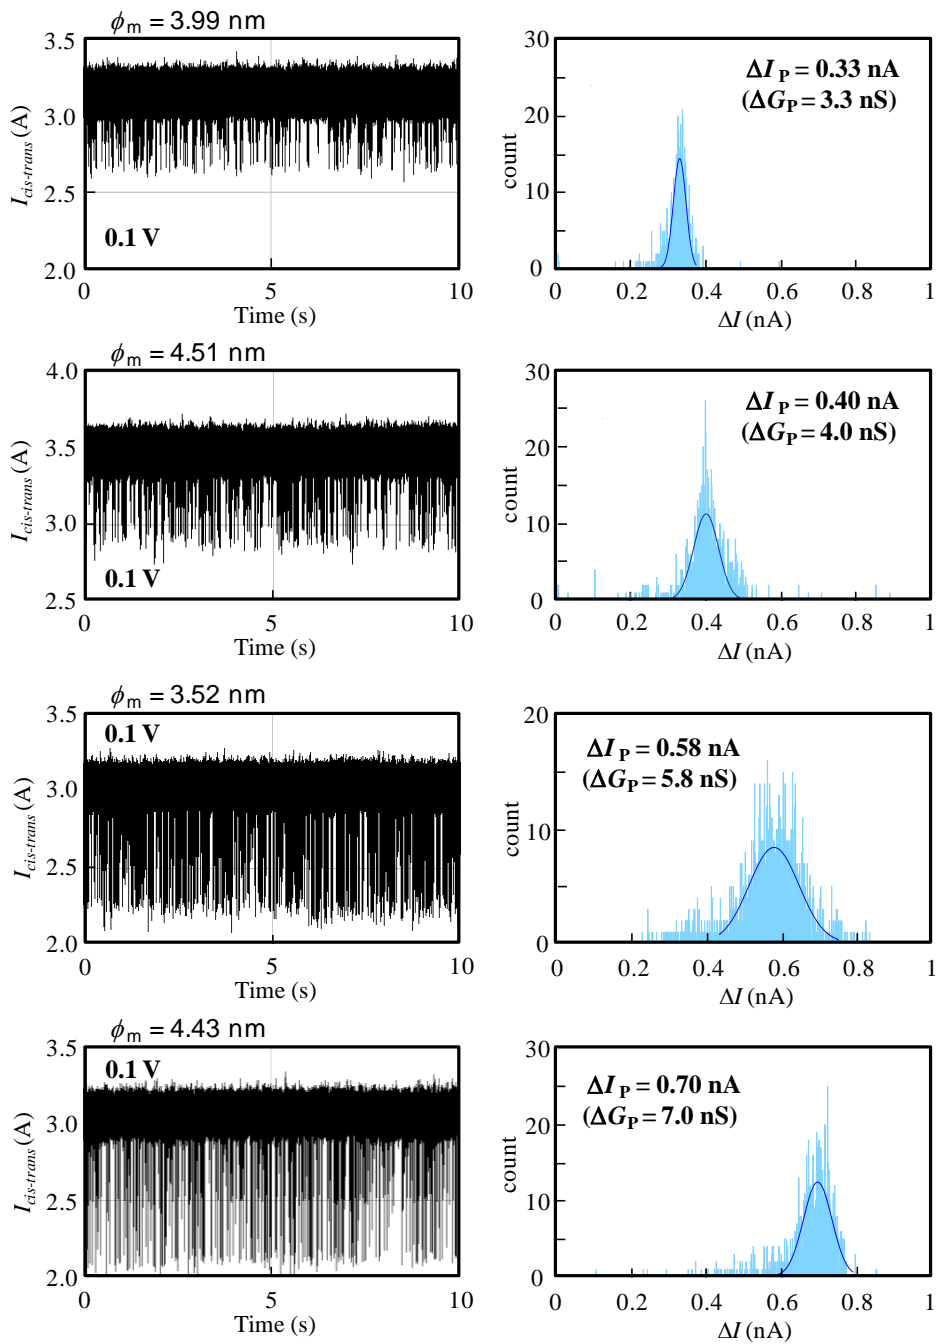 ϕm = 3.99 nm
3.5
3.0
2.5
2.0
Icis-trans (A)
0.1 V
0
5
10
Time (s)
30
20
10
0
count
ΔIP = 0.33 nA
(ΔGP = 3.3 nS)
0
0.2
0.4
0.6
0.8
1
ΔI (nA)
ϕm = 4.51 nm
4.0
3.5
3.0
2.5
Icis-trans (A)
0.1 V
0
5
10
Time (s)
30
20
10
0
count
ΔIP = 0.40 nA
(ΔGP = 4.0 nS)
0
0.2
0.4
0.6
0.8
1
ΔI (nA)
ϕm = 3.52 nm
3.5
3.0
2.5
2.0
Icis-trans (A)
0.1 V
0
5
10
Time (s)
20
10
0
count
ΔIP = 0.58 nA
(ΔGP = 5.8 nS)
0
0.2
0.4
0.6
0.8
1
ΔI (nA)
ϕm = 4.43 nm
3.5
3.0
2.5
2.0
Icis-trans (A)
0.1 V
0
5
10
Time (s)
30
20
10
0
count
ΔIP = 0.70 nA
(ΔGP = 7.0 nS)
0
0.2
0.4
0.6
0.8
1
ΔI (nA)